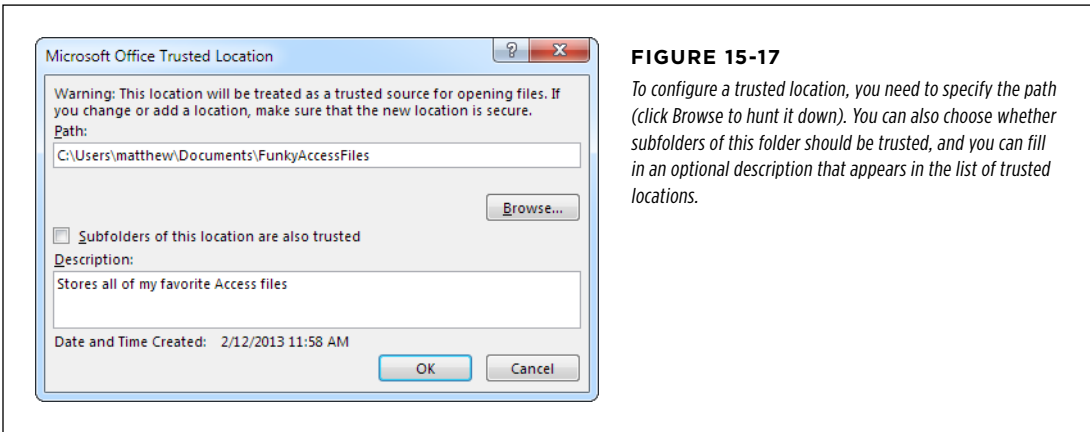 Microsoft Office Trusted Location
?
Warning: This location will be treated as a trusted source for opening files. If
you change or add a location, make sure that the new location is secure.
Path:
C:\Users\matthew\Documents\FunkyAccessFiles
Browse...
Subfolders of this location are also trusted
Description:
Stores all of my favorite Access files
Date and Time Created: 2/12/2013 11:58 AM
OK Cancel
FIGURE 15-17
To configure a trusted location, you need to specify the path
(click Browse to hunt it down). You can also choose whether
subfolders of this folder should be trusted, and you can fill
in an optional description that appears in the list of trusted
locations.